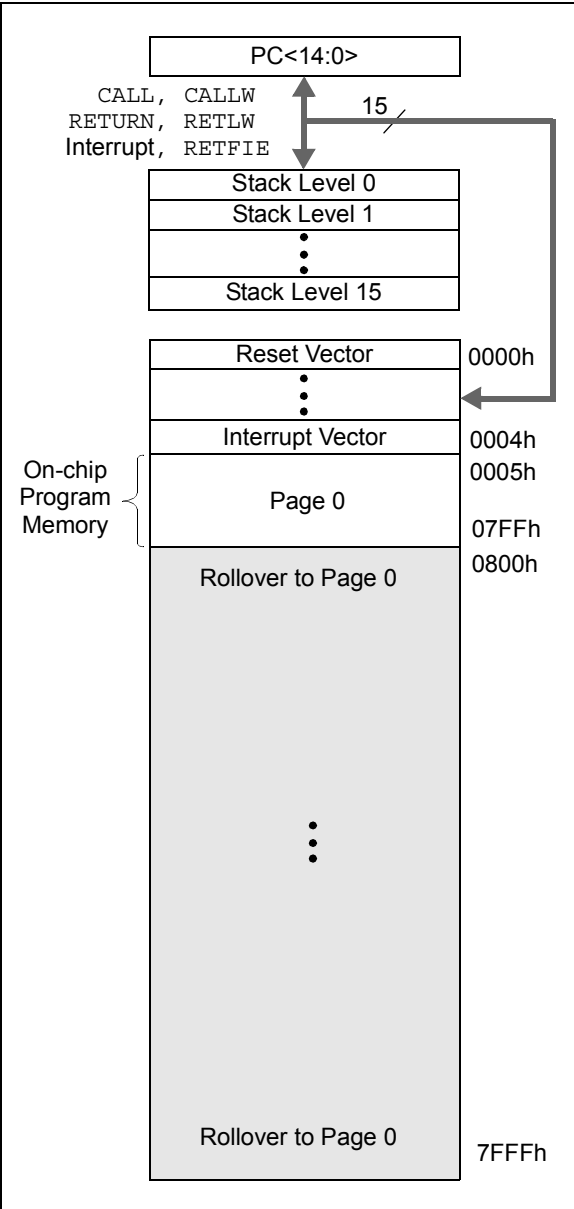 PC<14:0>
CALL, CALLW
RETURN, RETLW
Interrupt, RETFIE
15
Stack Level 0
Stack Level 1
Stack Level 15
Reset Vector
0000h
Interrupt Vector
0004h
On-chip
Program
Memory
Page 0
0005h
07FFh
0800h
Rollover to Page 0
Rollover to Page 0
7FFFh